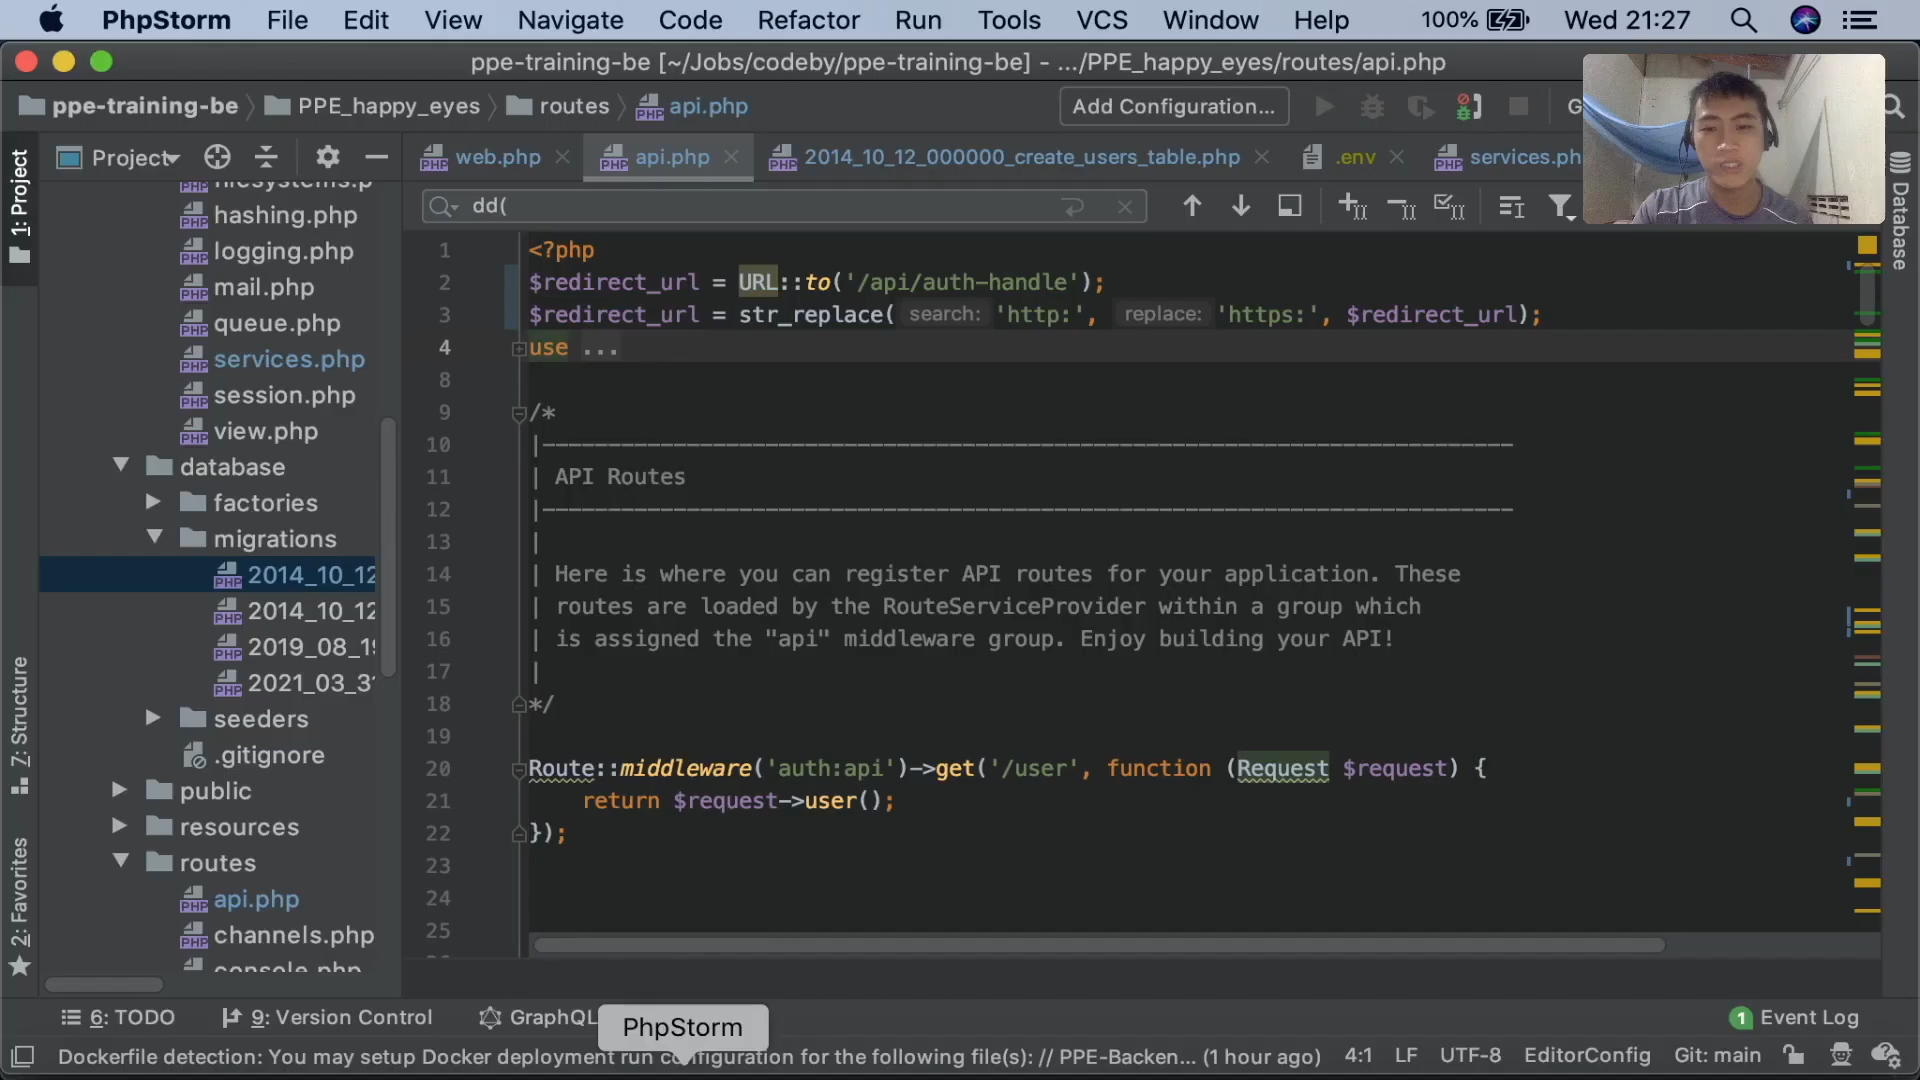 PhpStorm File Edit View Navigate Code Refactor Run Tools VCS Window Help 100% Wed 21:27
ppe-training-be [~/Jobs/codeby/ppe-training-be] - .../PPE_happy_eyes/routes/api.php
ppe-training-be PPE_happy_eyes routes api.php Add Configuration...
Project web.php api.php 2014_10_12_000000_create_users_table.php .env services.ph
dd(
1: Project
7: Structure
2: Favorites
Database
hashing.php
logging.php
mail.php
queue.php
services.php
session.php
view.php
database
factories
migrations
2014_10_12
2014_10_12
2019_08_19
2021_03_31
seeders
.gitignore
public
resources
routes
api.php
channels.php
console.php
1 <?php
2 $redirect_url = URL::to('/api/auth-handle');
3 $redirect_url = str_replace( search: 'http:', replace: 'https:', $redirect_url);
4 use ...
8
9 /*
10 |--------------------------------------------------------------------------
11 | API Routes
12 |--------------------------------------------------------------------------
13 |
14 | Here is where you can register API routes for your application. These
15 | routes are loaded by the RouteServiceProvider within a group which
16 | is assigned the "api" middleware group. Enjoy building your API!
17 |
18 */
19
20 Route::middleware('auth:api')->get('/user', function (Request $request) {
21 return $request->user();
22 });
23
24
25
6: TODO 9: Version Control GraphQL PhpStorm 1 Event Log
Dockerfile detection: You may setup Docker deployment run configuration for the following file(s): // PPE-Backen... (1 hour ago) 4:1 LF UTF-8 EditorConfig Git: main